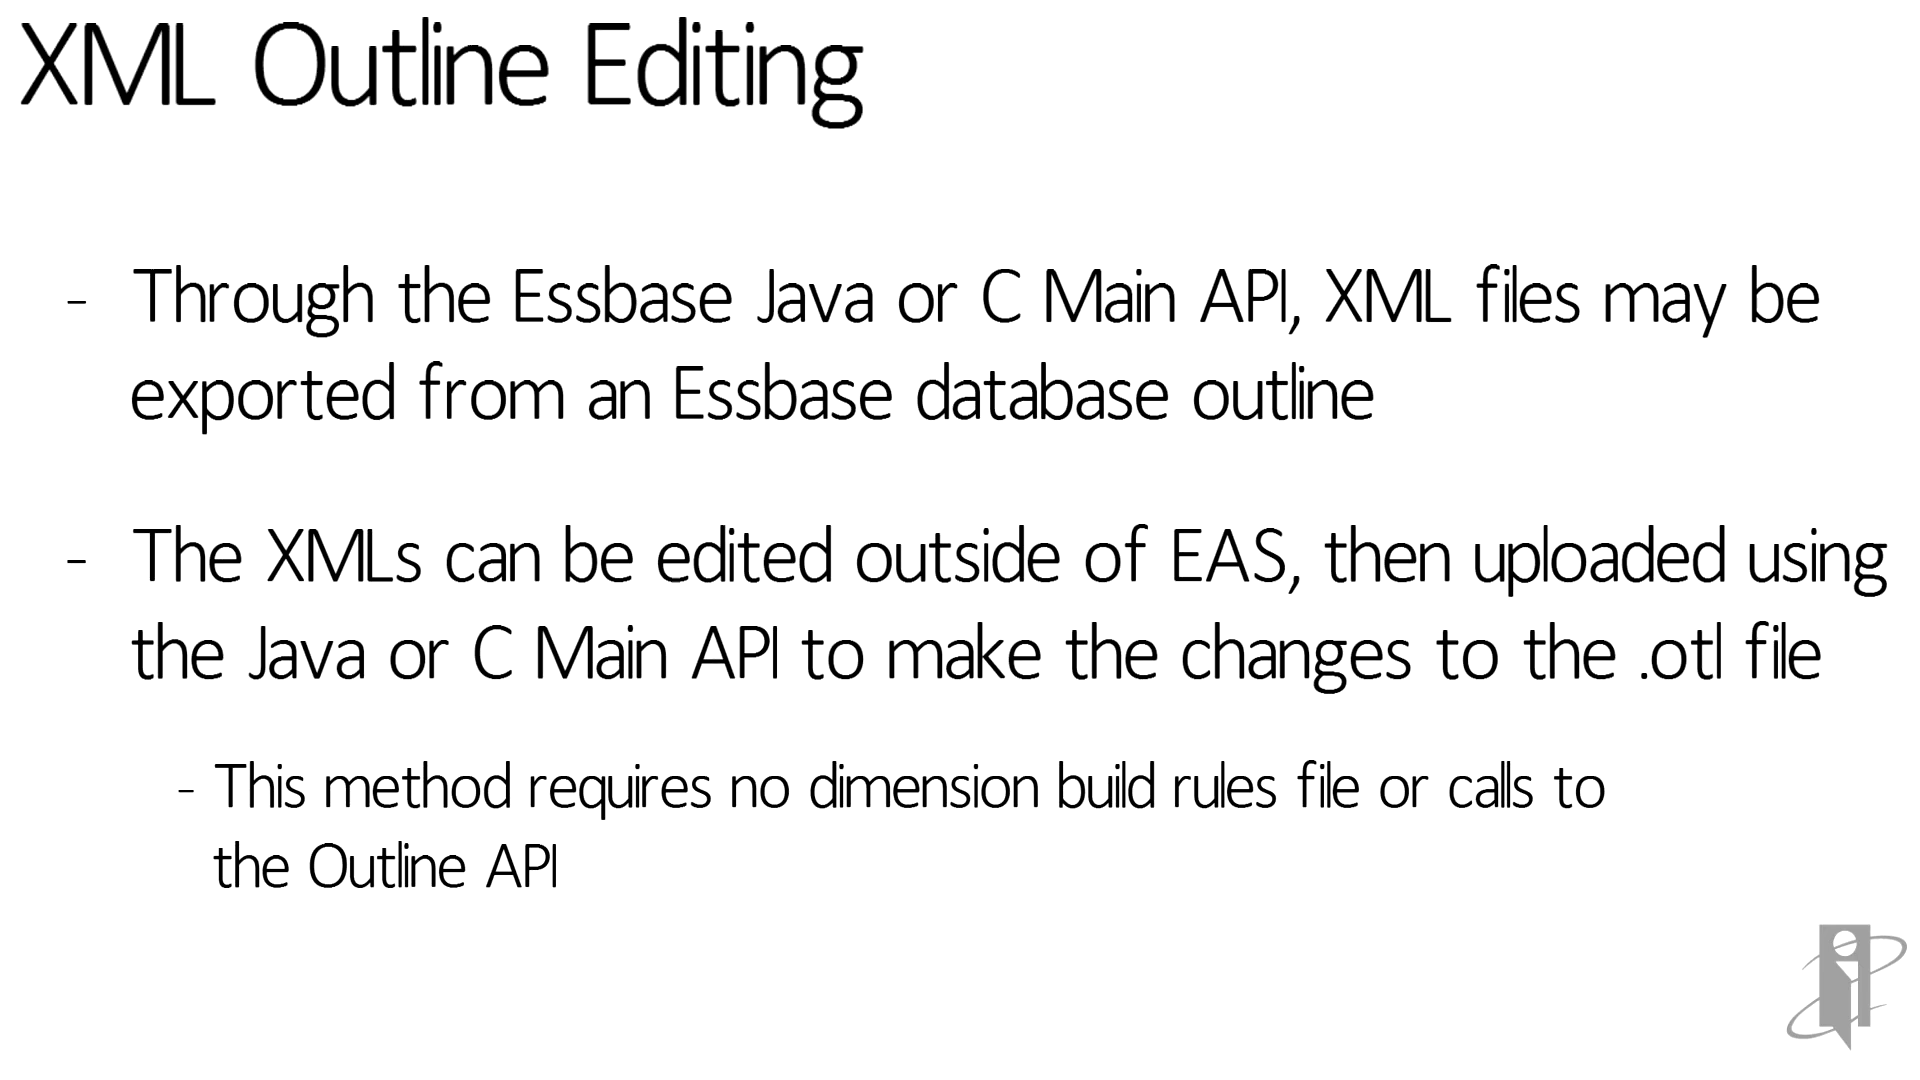 XML Outline Editing
- Through the Essbase Java or C Main API, XML files may be
exported from an Essbase database outline
- The XMLs can be edited outside of EAS, then uploaded using
the Java or C Main API to make the changes to the .otl file
- This method requires no dimension build rules file or calls to
the Outline API